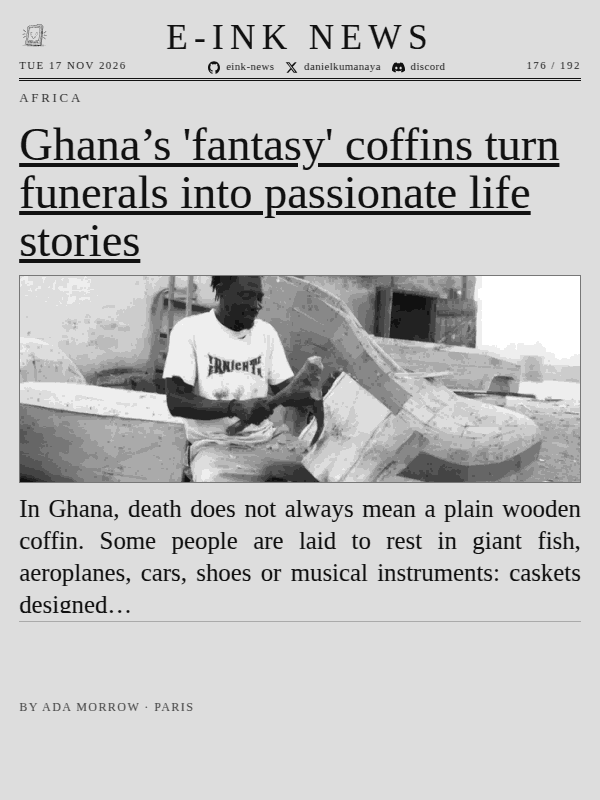 E-INK NEWS
TUE 17 NOV 2026
eink-news
danielkumanaya
discord
176 / 192
AFRICA
Ghana’s 'fantasy' coffins turn
funerals into passionate life
stories
In Ghana, death does not always mean a plain wooden
coffin. Some people are laid to rest in giant fish,
aeroplanes, cars, shoes or musical instruments: caskets
designed…
BY ADA MORROW · PARIS